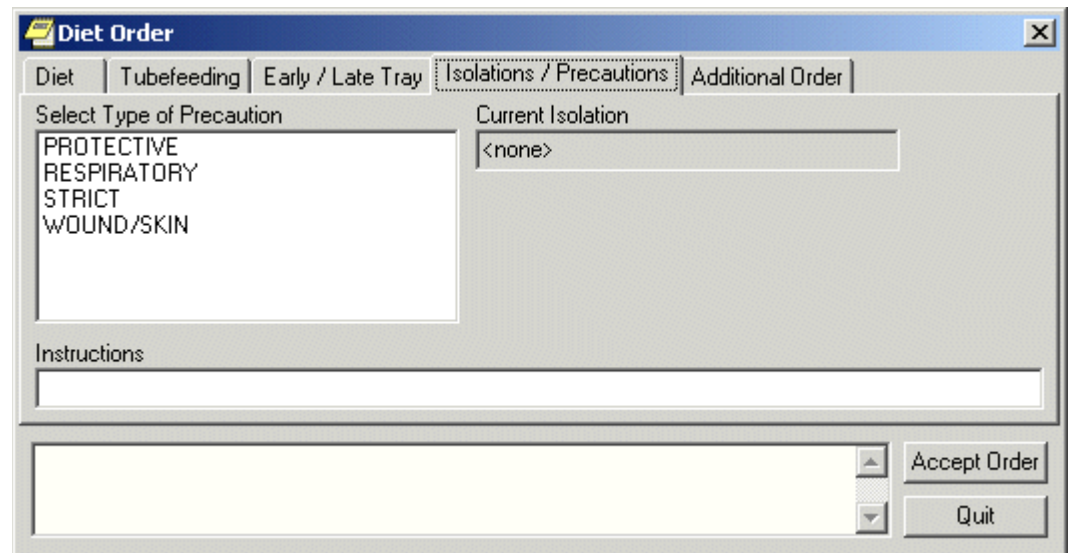 Diet Order
Diet Tubefeeding Early / Late Tray Isolations / Precautions Additional Order
Select Type of Precaution Current Isolation
PROTECTIVE <none>
RESPIRATORY
STRICT
WOUND/SKIN
Instructions
Accept Order
Quit